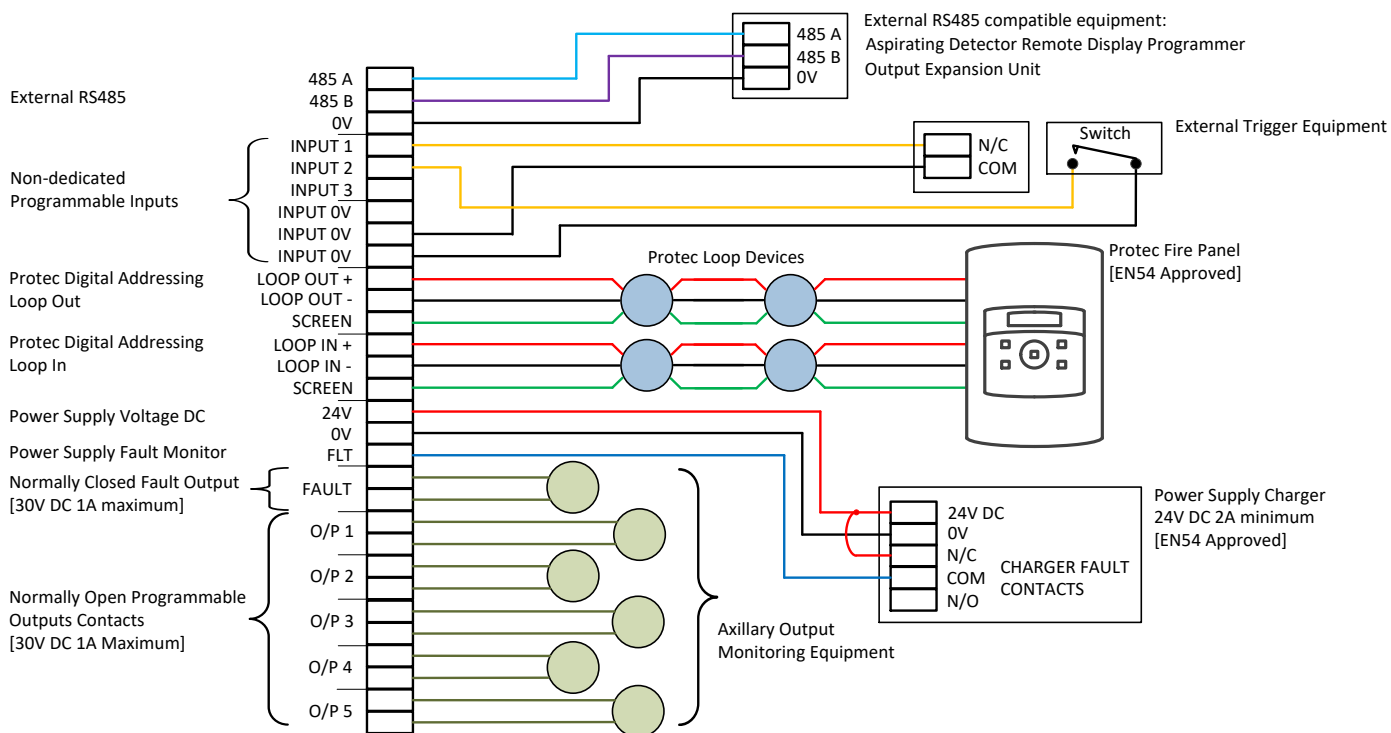 External RS485 compatible equipment:
Aspirating Detector Remote Display Programmer
Output Expansion Unit
485 A
485 B
0V
External RS485
485 A
485 B
0V
Non-dedicated
Programmable Inputs
INPUT 1
INPUT 2
INPUT 3
INPUT 0V
INPUT 0V
INPUT 0V
N/C
COM
Switch
External Trigger Equipment
Protec Digital Addressing
Loop Out
LOOP OUT +
LOOP OUT -
SCREEN
Protec Loop Devices
Protec Fire Panel
[EN54 Approved]
Protec Digital Addressing
Loop In
LOOP IN +
LOOP IN -
SCREEN
Power Supply Voltage DC
24V
0V
Power Supply Fault Monitor
FLT
Normally Closed Fault Output
[30V DC 1A maximum]
FAULT
Normally Open Programmable
Outputs Contacts
[30V DC 1A Maximum]
O/P 1
O/P 2
O/P 3
O/P 4
O/P 5
Axillary Output
Monitoring Equipment
24V DC
0V
N/C
COM
N/O
CHARGER FAULT
CONTACTS
Power Supply Charger
24V DC 2A minimum
[EN54 Approved]